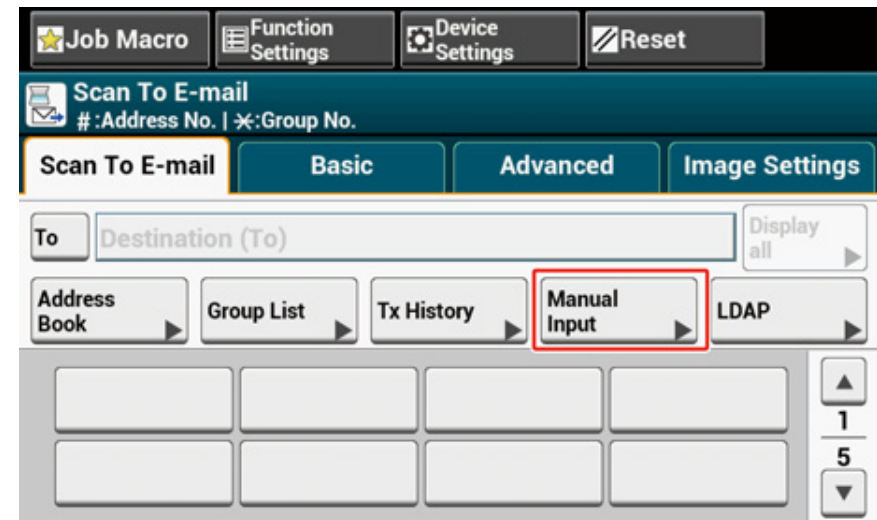 Job Macro
Function
Settings
Device
Settings
Reset
Scan To E-mail
#:Address No. | ⚹:Group No.
Scan To E-mail
Basic
Advanced
Image Settings
To
Destination (To)
Display
all
Address
Book
Group List
Tx History
Manual
Input
LDAP
1
5